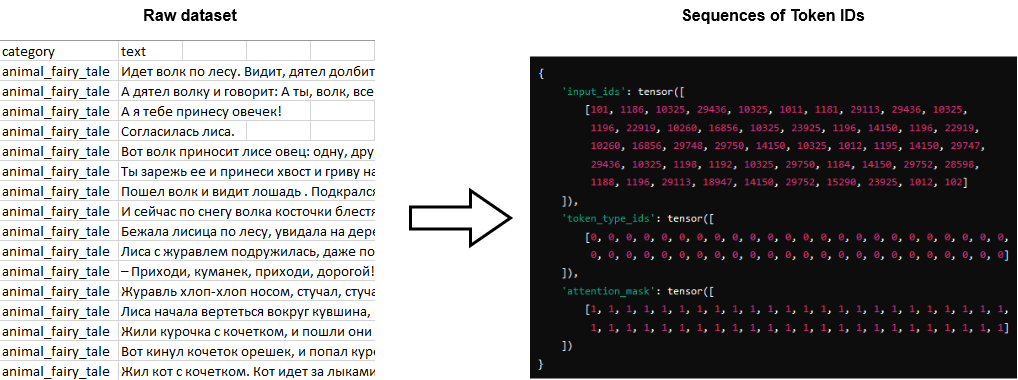 Raw dataset
Sequences of Token IDs
category text
animal_fairy_tale Идет волк по лесу. Видит, дятел долбит
animal_fairy_tale А дятел волку и говорит: А ты, волк, все
animal_fairy_tale А я тебе принесу овечек!
animal_fairy_tale Согласилась лиса.
animal_fairy_tale Вот волк приносит лисе овец: одну, дру
animal_fairy_tale Ты зарежь ее и принеси хвост и гриву на
animal_fairy_tale Пошел волк и видит лошадь . Подкрался
animal_fairy_tale И сейчас по снегу волка косточки блестя
animal_fairy_tale Бежала лисица по лесу, увидала на дере
animal_fairy_tale Лиса с журавлем подружилась, даже по
animal_fairy_tale – Приходи, куманек, приходи, дорогой!
animal_fairy_tale Журавль хлоп-хлоп носом, стучал, стуча
animal_fairy_tale Лиса начала вертеться вокруг кувшина,
animal_fairy_tale Жили курочка с кочетком, и пошли они
animal_fairy_tale Вот кинул кочеток орешек, и попал куро
animal_fairy_tale Жил кот с кочетком. Кот идет за лыками
{
'input_ids': tensor([
[101, 1186, 10325, 29436, 10325, 1011, 1181, 29113, 29436, 10325,
1196, 22919, 10260, 16856, 10325, 23925, 1196, 14150, 1196, 22919,
10260, 16856, 29748, 29750, 14150, 10325, 1012, 1195, 14150, 29747,
29436, 10325, 1198, 1192, 10325, 29750, 1184, 14150, 29752, 28598,
1188, 1196, 29113, 18947, 14150, 29752, 15290, 23925, 1012, 102]
]),
'token_type_ids': tensor([
[0, 0, 0, 0, 0, 0, 0, 0, 0, 0, 0, 0, 0, 0, 0, 0, 0, 0, 0, 0, 0, 0, 0, 0,
0, 0, 0, 0, 0, 0, 0, 0, 0, 0, 0, 0, 0, 0, 0, 0, 0, 0, 0, 0, 0, 0, 0, 0]
]),
'attention_mask': tensor([
[1, 1, 1, 1, 1, 1, 1, 1, 1, 1, 1, 1, 1, 1, 1, 1, 1, 1, 1, 1, 1, 1, 1, 1,
1, 1, 1, 1, 1, 1, 1, 1, 1, 1, 1, 1, 1, 1, 1, 1, 1, 1, 1, 1, 1, 1, 1, 1]
])
}